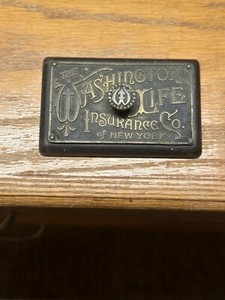 THE
WASHINGTON
LIFE
INSURANCE CO.
of NEW YORK